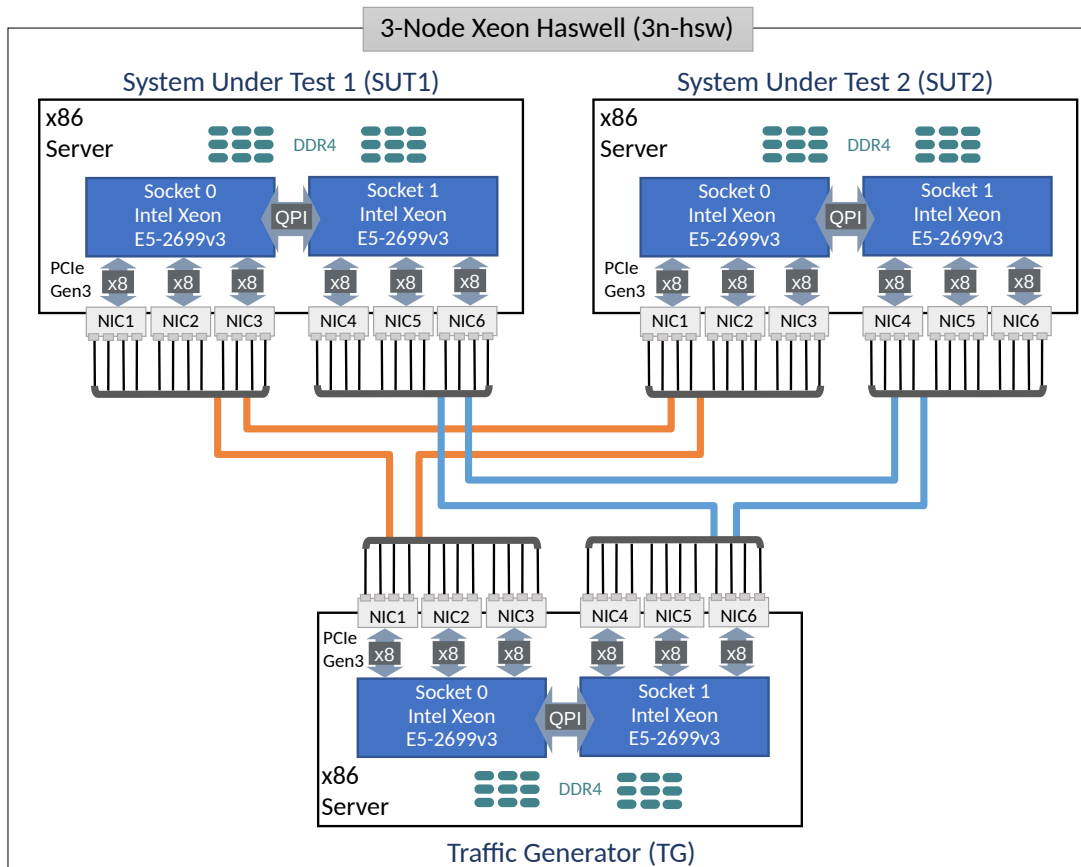 3-Node Xeon Haswell (3n-hsw)
System Under Test 1 (SUT1)
x86
Server
DDR4
Socket 0
Intel Xeon
E5-2699v3
QPI
Socket 1
Intel Xeon
E5-2699v3
PCIe
Gen3
x8
x8
x8
x8
x8
x8
NIC1
NIC2
NIC3
NIC4
NIC5
NIC6
System Under Test 2 (SUT2)
x86
Server
DDR4
Socket 0
Intel Xeon
E5-2699v3
QPI
Socket 1
Intel Xeon
E5-2699v3
PCIe
Gen3
x8
x8
x8
x8
x8
x8
NIC1
NIC2
NIC3
NIC4
NIC5
NIC6
NIC1
NIC2
NIC3
NIC4
NIC5
NIC6
PCIe
Gen3
x8
x8
x8
x8
x8
x8
Socket 0
Intel Xeon
E5-2699v3
QPI
Socket 1
Intel Xeon
E5-2699v3
x86
Server
DDR4
Traffic Generator (TG)